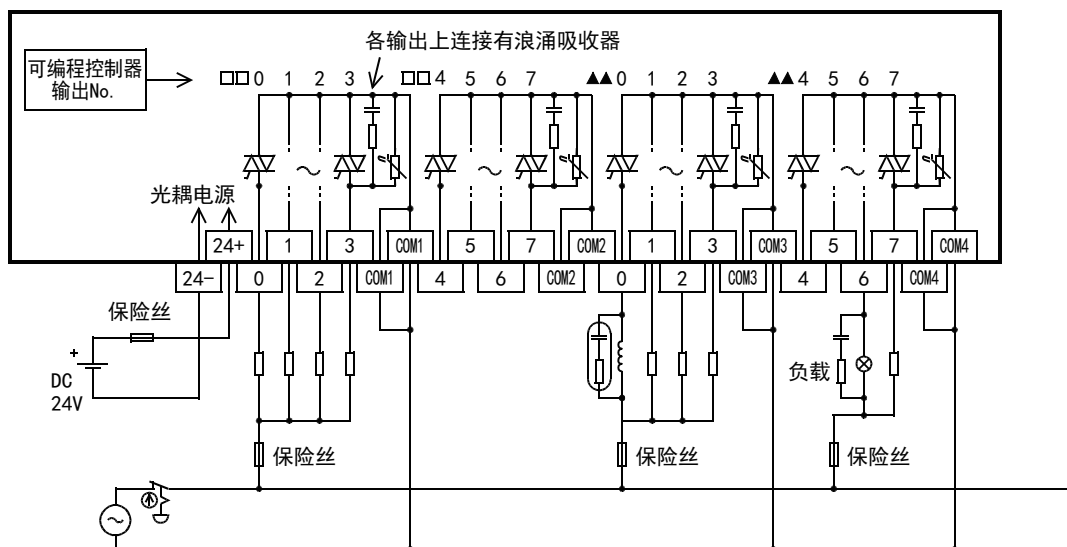 各输出上连接有浪涌吸收器
可编程控制器
输出No.
□□0 1 2 3 □□4 5 6 7 ▲▲0 1 2 3 ▲▲4 5 6 7
光耦电源
24+ 1 3 COM1 5 7 COM2 1 3 COM3 5 7 COM4
24- 0 2 COM1 4 6 COM2 0 2 COM3 4 6 COM4
保险丝
+
DC
24V
负载
保险丝 保险丝 保险丝